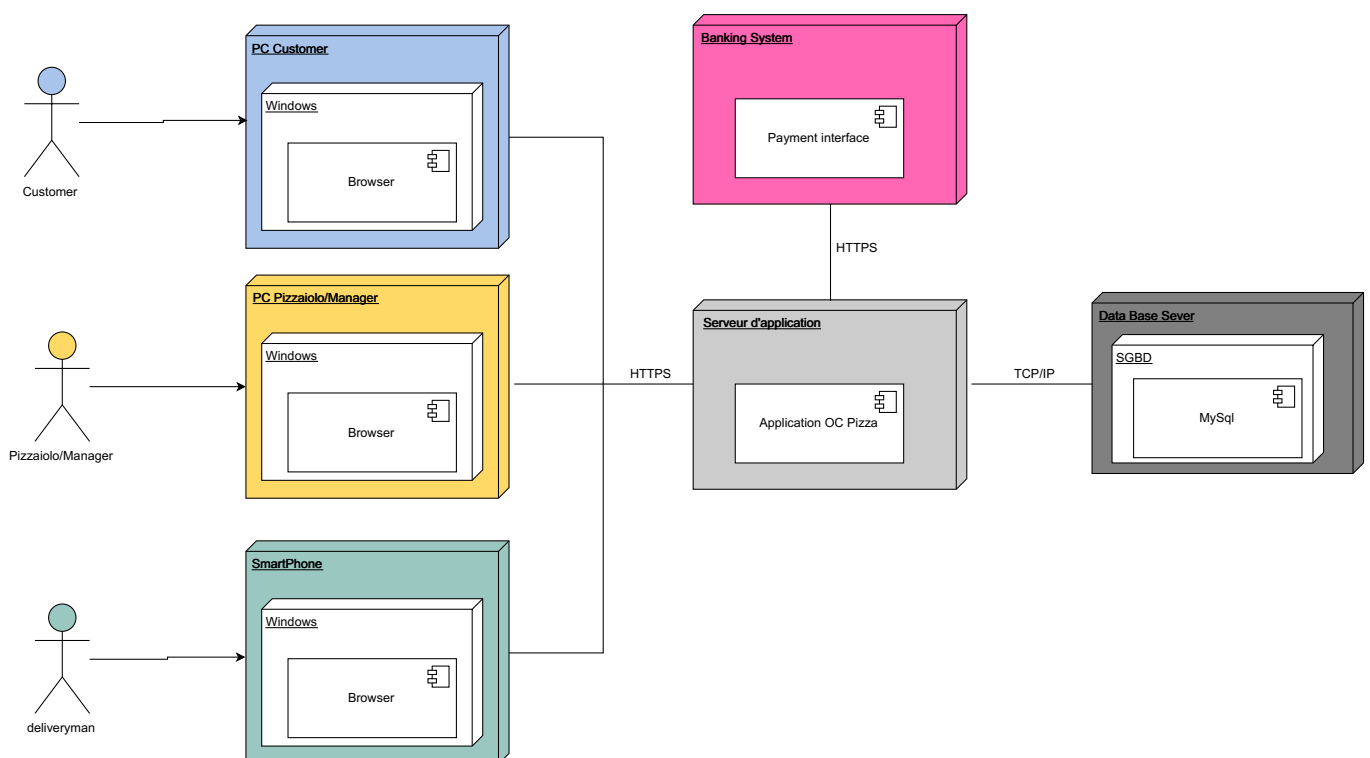 PC Customer
Windows
Browser
Customer
Banking System
Payment interface
HTTPS
PC Pizzaiolo/Manager
Windows
Browser
Pizzaiolo/Manager
HTTPS
Serveur d'application
Application OC Pizza
TCP/IP
Data Base Sever
SGBD
MySql
SmartPhone
Windows
Browser
deliveryman